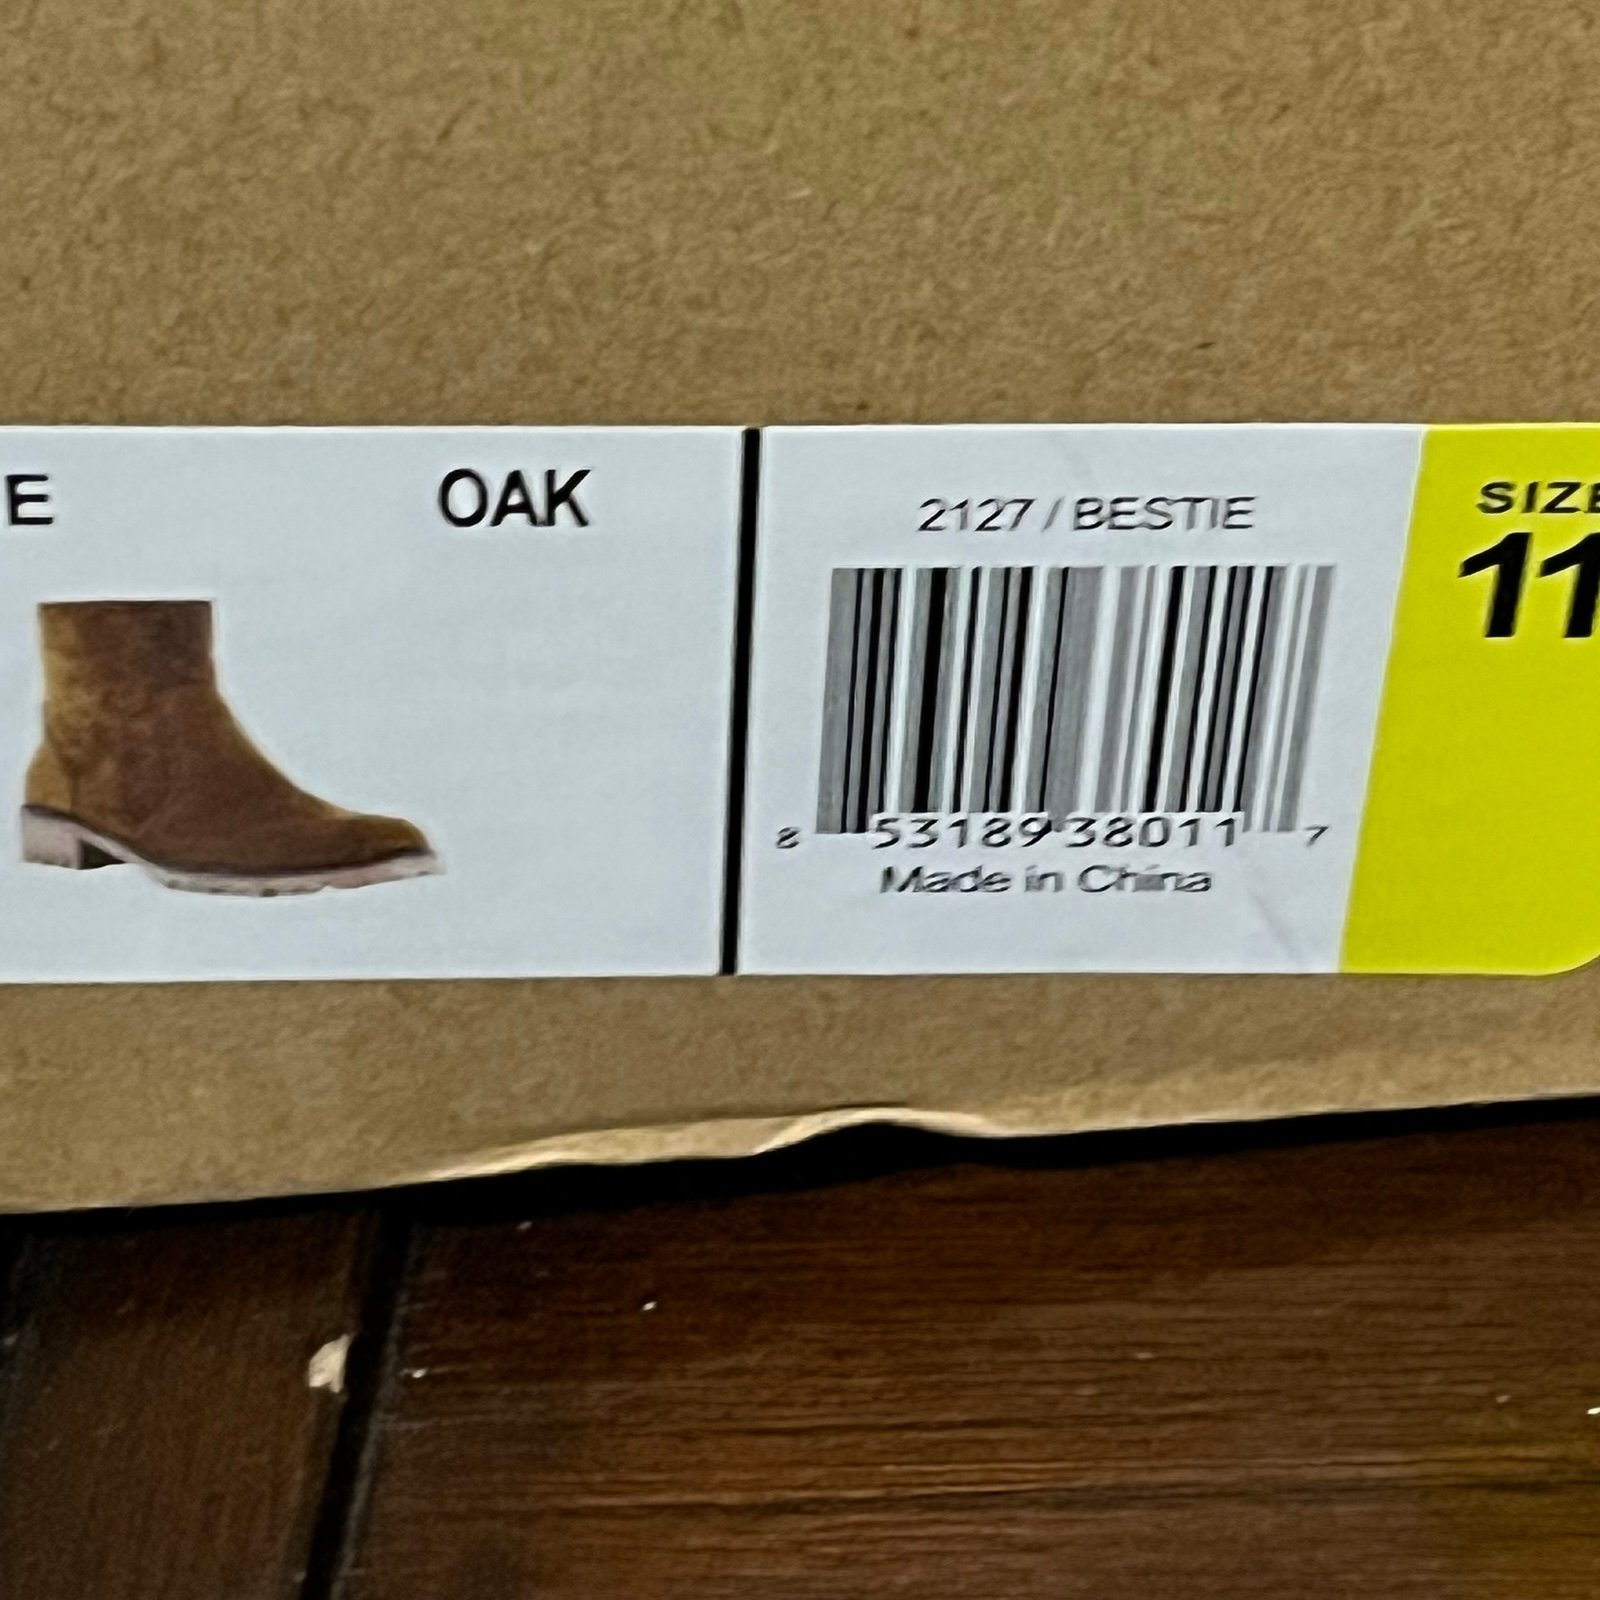 E OAK
2127 / BESTIE
8 53189 38011 7
Made in China
SIZE
11